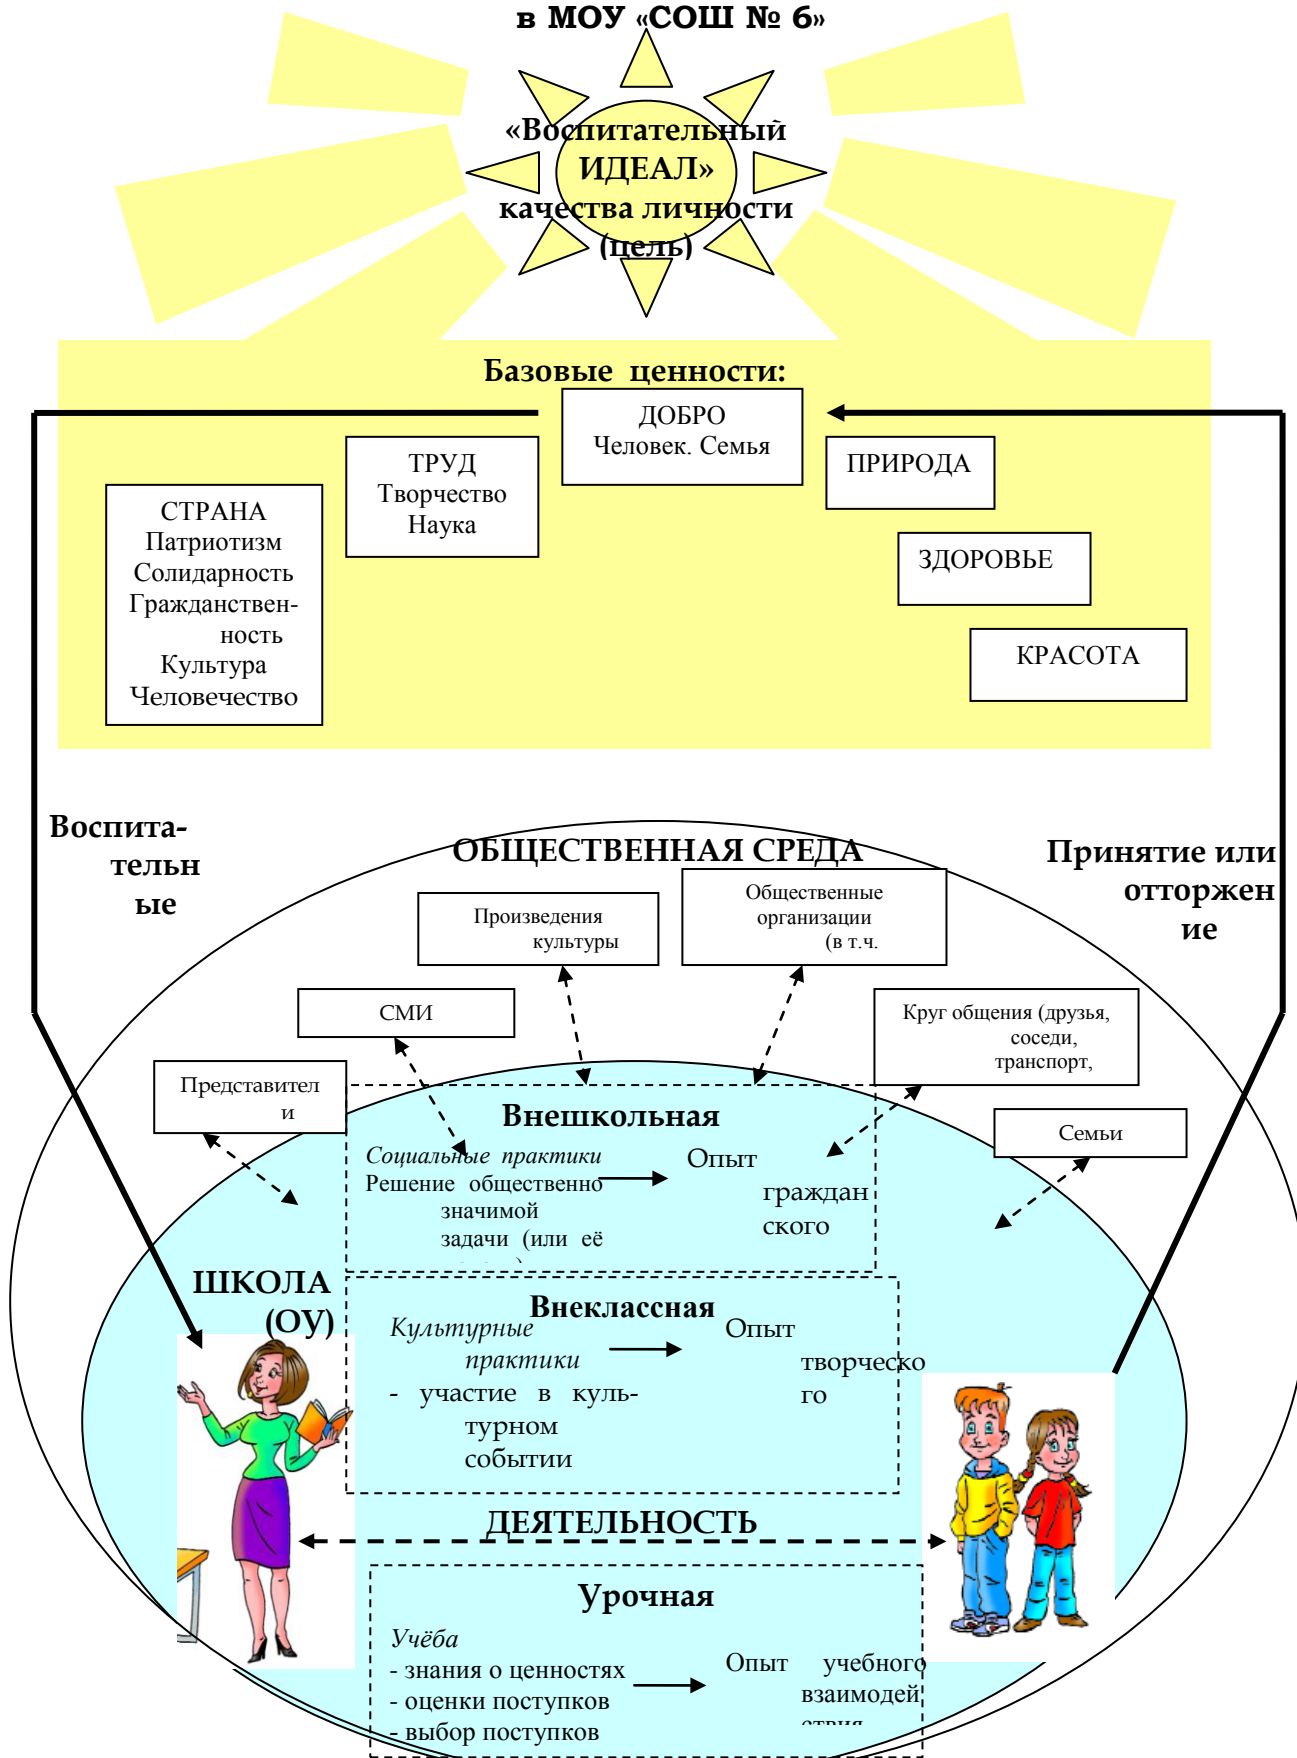 в МОУ «СОШ № 6»
«Воспитательный
ИДЕАЛ»
качества личности
(цель)
Базовые ценности:
ДОБРО
Человек. Семья
ТРУД
Творчество
Наука
ПРИРОДА
СТРАНА
Патриотизм
Солидарность
Гражданствен-
ность
Культура
Человечество
ЗДОРОВЬЕ
КРАСОТА
Воспита-
тельн
ые
ОБЩЕСТВЕННАЯ СРЕДА
Принятие или
отторжен
ие
Произведения
культуры
Общественные
организации
(в т.ч.
СМИ
Круг общения (друзья,
соседи,
транспорт,
Представител
и
Семьи
Внешкольная
Социальные практики
Решение общественно
значимой
задачи (или её
Опыт
граждан
ского
ШКОЛА
(ОУ)
Внеклассная
Культурные
практики
- участие в куль-
турном
событии
Опыт
творческо
го
ДЕЯТЕЛЬНОСТЬ
Урочная
Учёба
- знания о ценностях
- оценки поступков
- выбор поступков
Опыт учебного
взаимодей
ствия